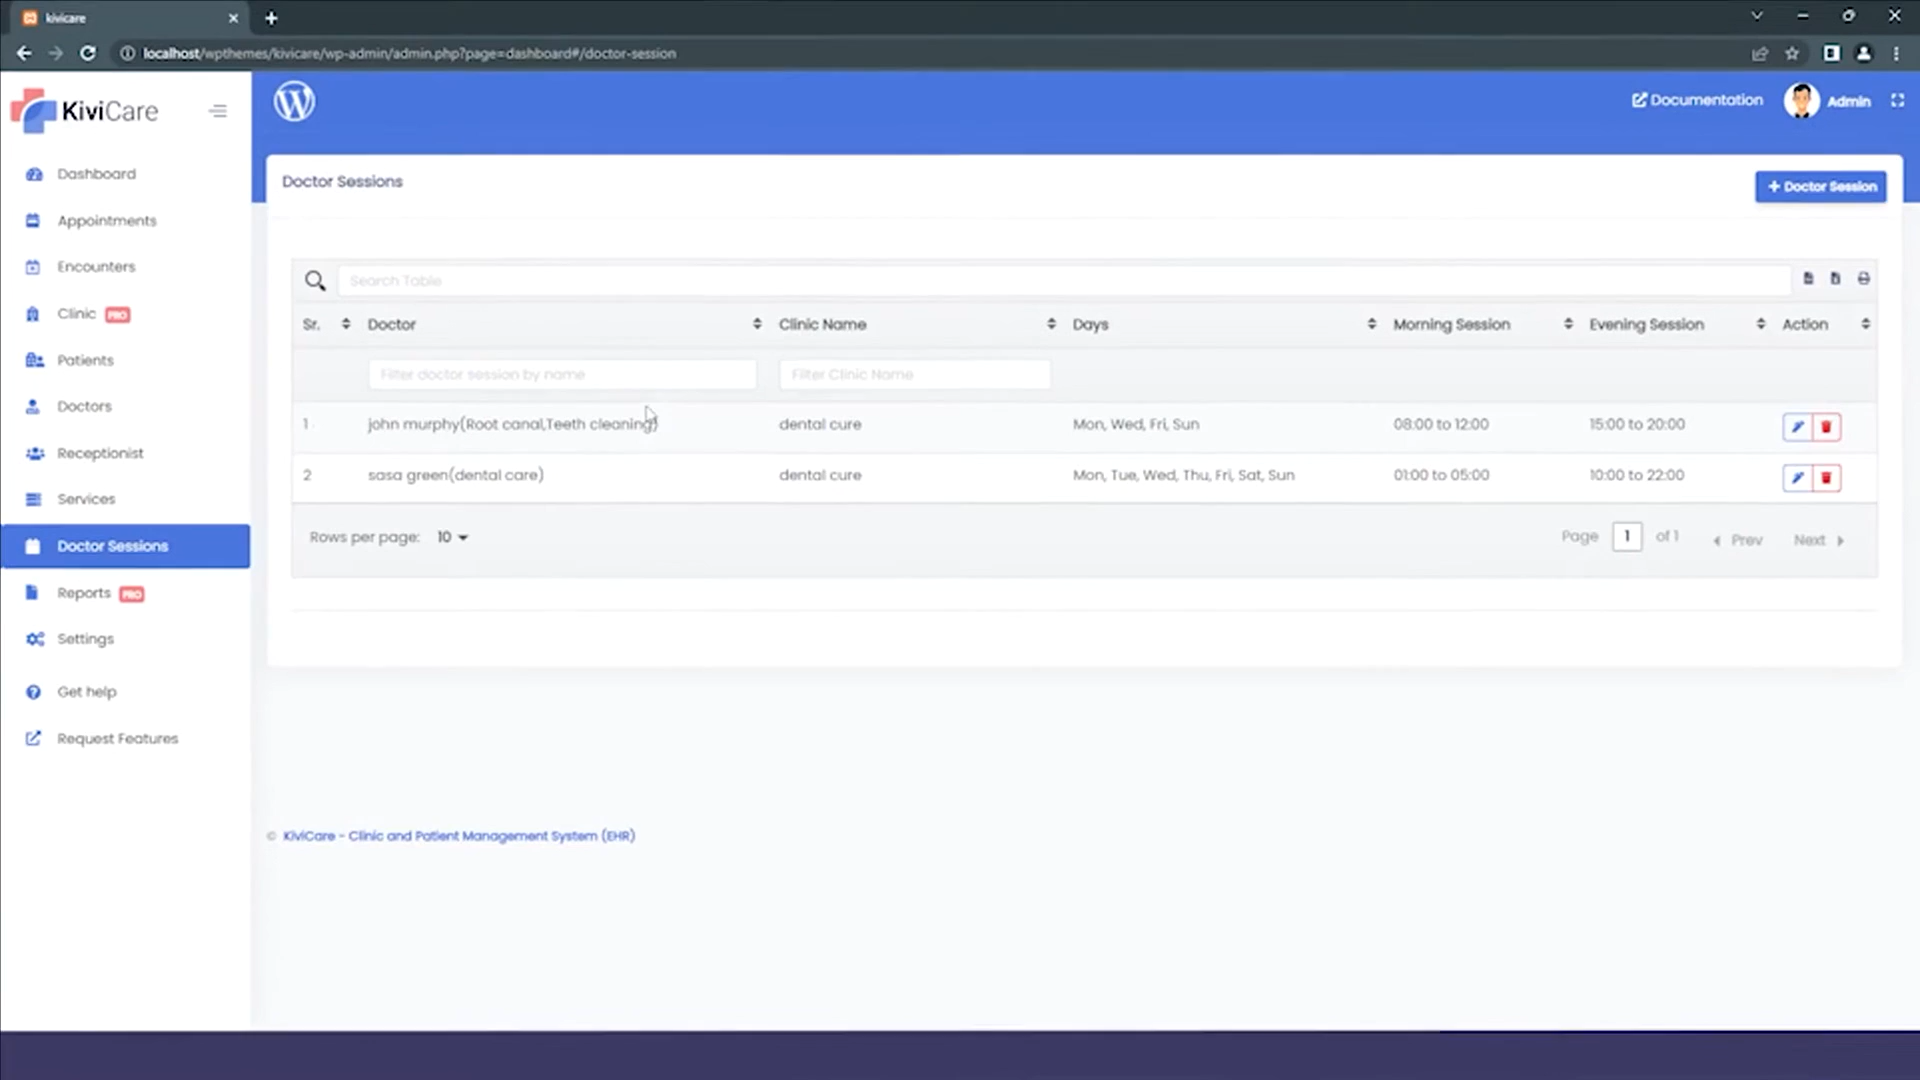 kivicare
localhost/wpthemes/kivicare/wp-admin/admin.php?page=dashboard#/doctor-session
KiviCare
Documentation
Admin
Dashboard
Appointments
Encounters
Clinic PRO
Patients
Doctors
Receptionist
Services
Doctor Sessions
Reports PRO
Settings
Get help
Request Features
Doctor Sessions
+ Doctor Session
Search Table
Sr. Doctor Clinic Name Days Morning Session Evening Session Action
Filter doctor session by name Filter Clinic Name
1 john murphy(Root canal,Teeth cleaning) dental cure Mon, Wed, Fri, Sun 08:00 to 12:00 15:00 to 20:00
2 sasa green(dental care) dental cure Mon, Tue, Wed, Thu, Fri, Sat, Sun 01:00 to 05:00 10:00 to 22:00
Rows per page: 10 Page 1 of 1 Prev Next
© KiviCare - Clinic and Patient Management System (EHR)